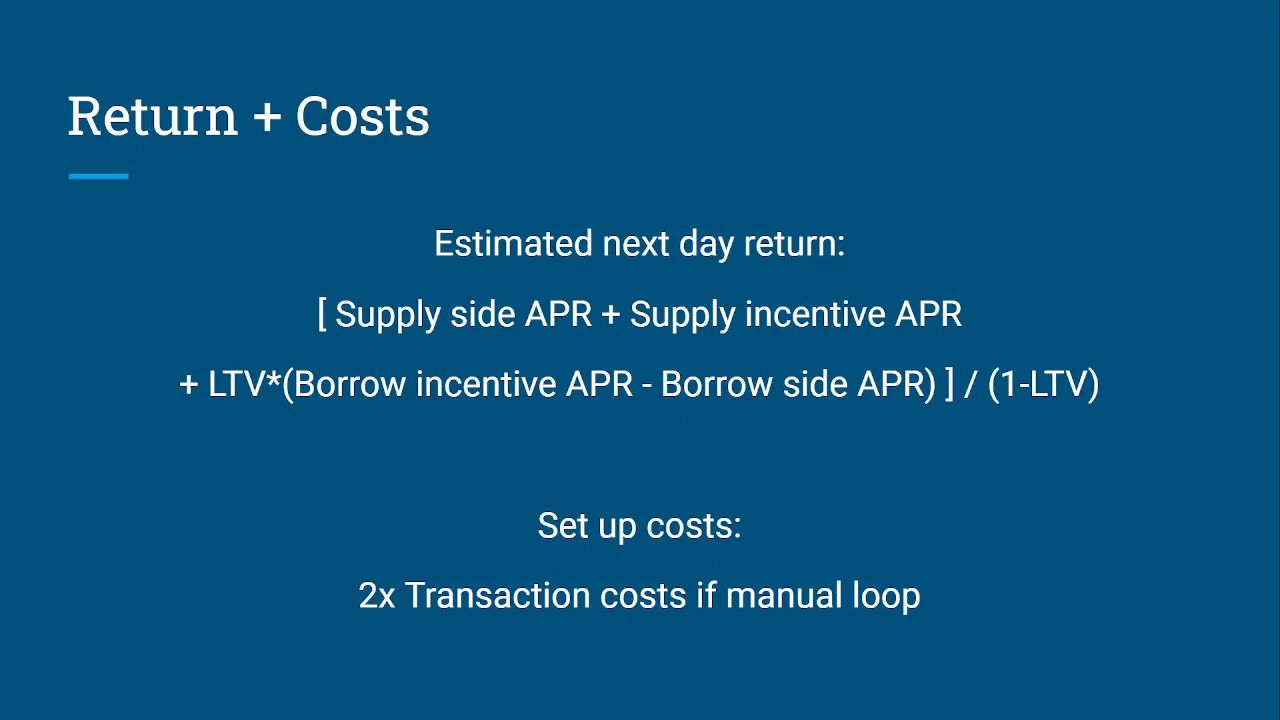 Return + Costs
Estimated next day return:
[ Supply side APR + Supply incentive APR
+ LTV*(Borrow incentive APR - Borrow side APR) ] / (1-LTV)
Set up costs:
2x Transaction costs if manual loop